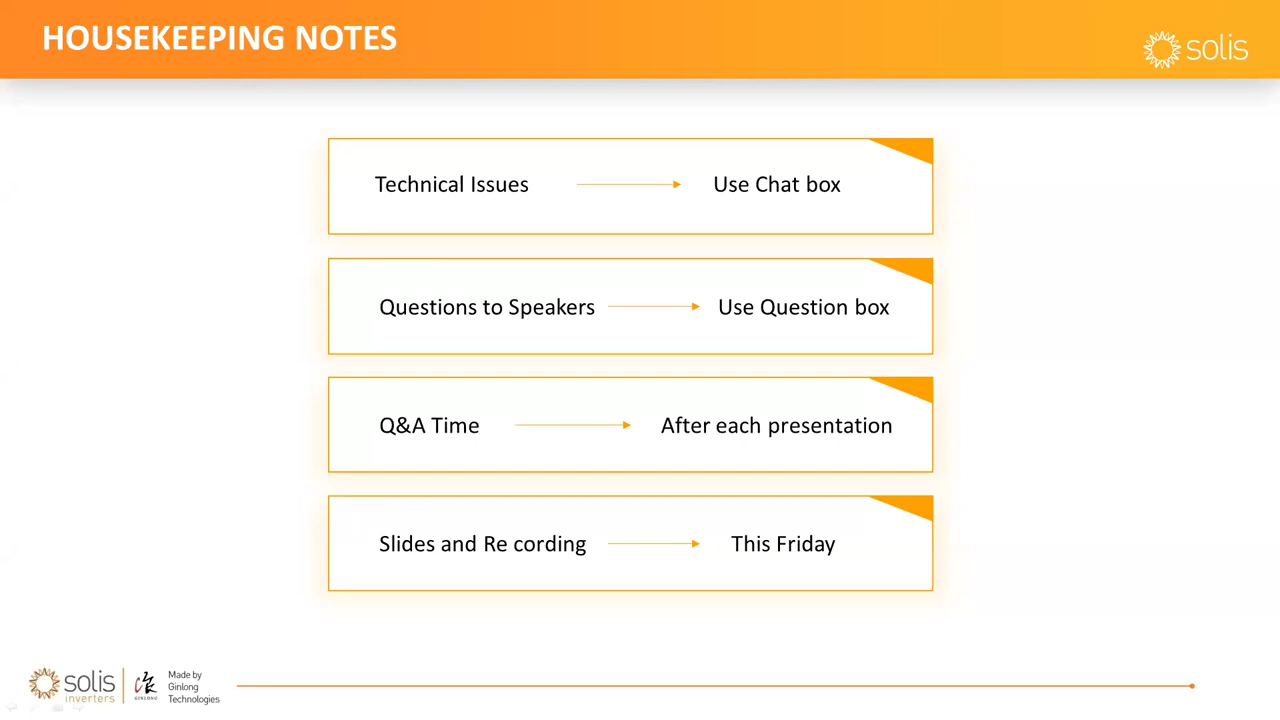 HOUSEKEEPING NOTES
solis
Technical Issues Use Chat box
Questions to Speakers Use Question box
Q&A Time After each presentation
Slides and Re cording This Friday
solis
inverters
GINLONG
Made by
Ginlong
Technologies